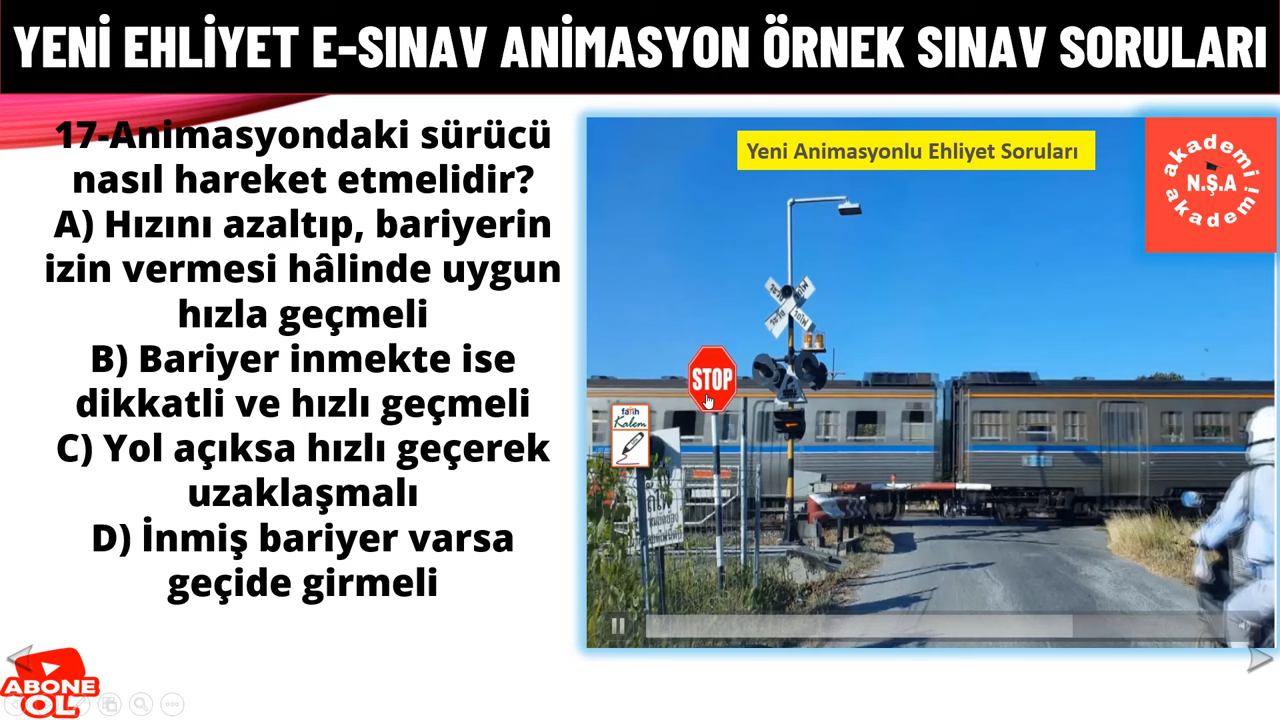 YENİ EHLİYET E-SINAV ANİMASYON ÖRNEK SINAV SORULARI
17-Animasyondaki sürücü
nasıl hareket etmelidir?
A) Hızını azaltıp, bariyerin
izin vermesi hâlinde uygun
hızla geçmeli
B) Bariyer inmekte ise
dikkatli ve hızlı geçmeli
C) Yol açıksa hızlı geçerek
uzaklaşmalı
D) İnmiş bariyer varsa
geçide girmeli
Yeni Animasyonlu Ehliyet Soruları
akademi
N.Ş.A
akademi
STOP
fatih
Kalem
ABONE
OL